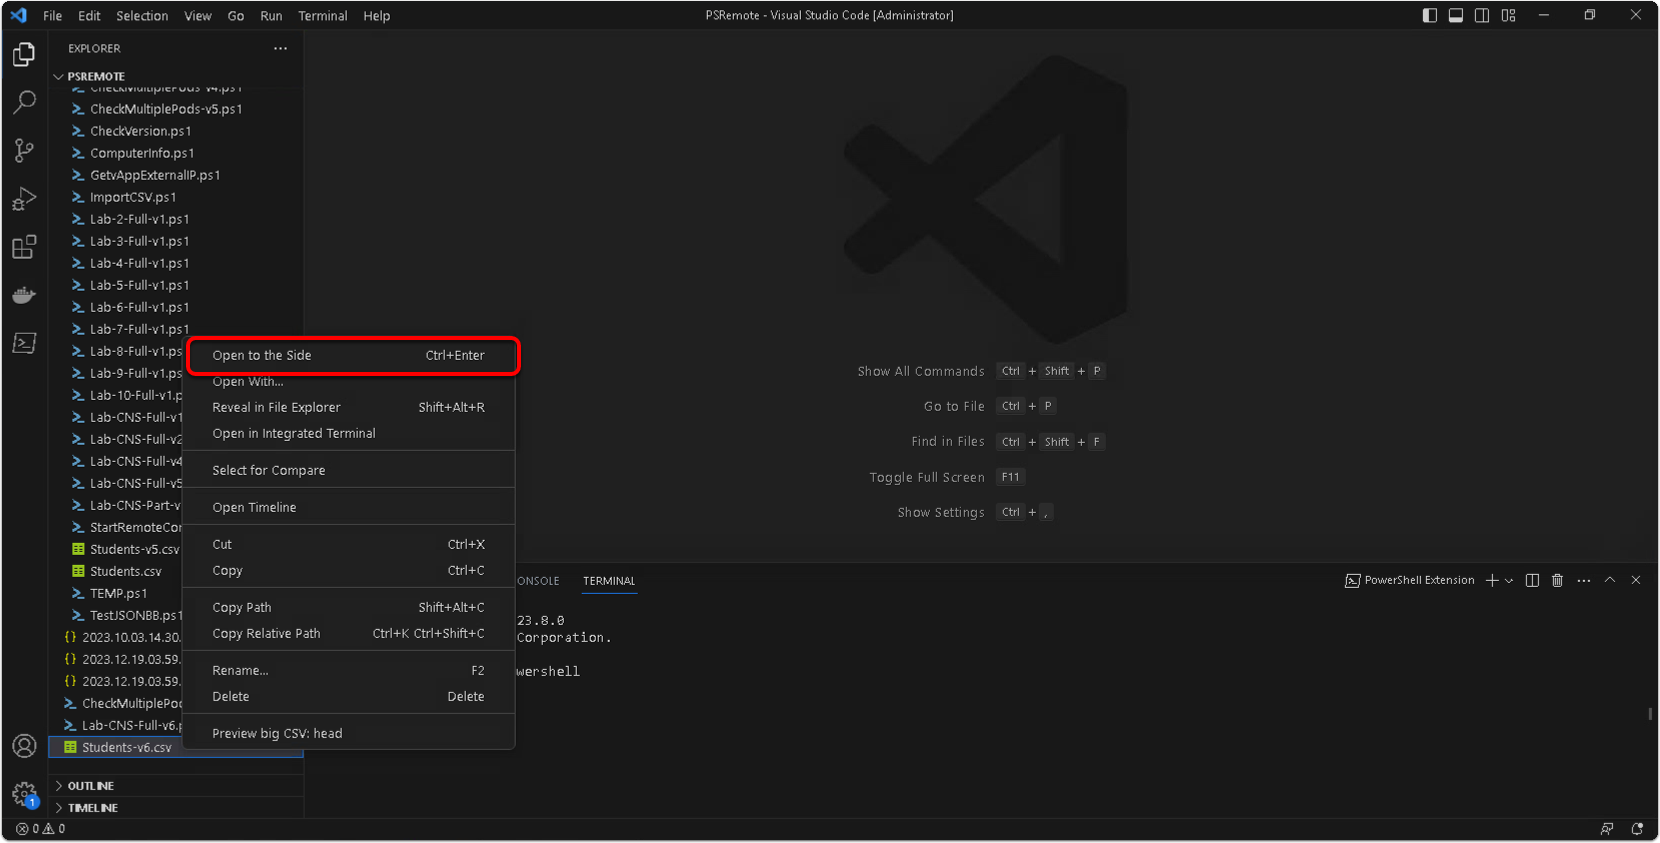 File Edit Selection View Go Run Terminal Help
PSRemote - Visual Studio Code [Administrator]
EXPLORER
PSREMOTE
CheckMultiplePods-v4.ps1
CheckMultiplePods-v5.ps1
CheckVersion.ps1
ComputerInfo.ps1
GetvAppExternalIP.ps1
ImportCSV.ps1
Lab-2-Full-v1.ps1
Lab-3-Full-v1.ps1
Lab-4-Full-v1.ps1
Lab-5-Full-v1.ps1
Lab-6-Full-v1.ps1
Lab-7-Full-v1.ps1
Lab-8-Full-v1.ps
Lab-9-Full-v1.ps
Lab-10-Full-v1.p
Lab-CNS-Full-v1
Lab-CNS-Full-v2
Lab-CNS-Full-v4
Lab-CNS-Full-v5
Lab-CNS-Part-v
StartRemoteCor
Students-v5.csv
Students.csv
TEMP.ps1
TestJSONBB.ps1
{} 2023.10.03.14.30.
{} 2023.12.19.03.59.
{} 2023.12.19.03.59.
CheckMultiplePod
Lab-CNS-Full-v6.p
Students-v6.csv
OUTLINE
TIMELINE
Open to the Side Ctrl+Enter
Open With...
Reveal in File Explorer Shift+Alt+R
Open in Integrated Terminal
Select for Compare
Open Timeline
Cut Ctrl+X
Copy Ctrl+C
Copy Path Shift+Alt+C
Copy Relative Path Ctrl+K Ctrl+Shift+C
Rename... F2
Delete Delete
Preview big CSV: head
Show All Commands Ctrl + Shift + P
Go to File Ctrl + P
Find in Files Ctrl + Shift + F
Toggle Full Screen F11
Show Settings Ctrl + ,
ONSOLE TERMINAL
PowerShell Extension
23.8.0
Corporation.
wershell
1
0 0